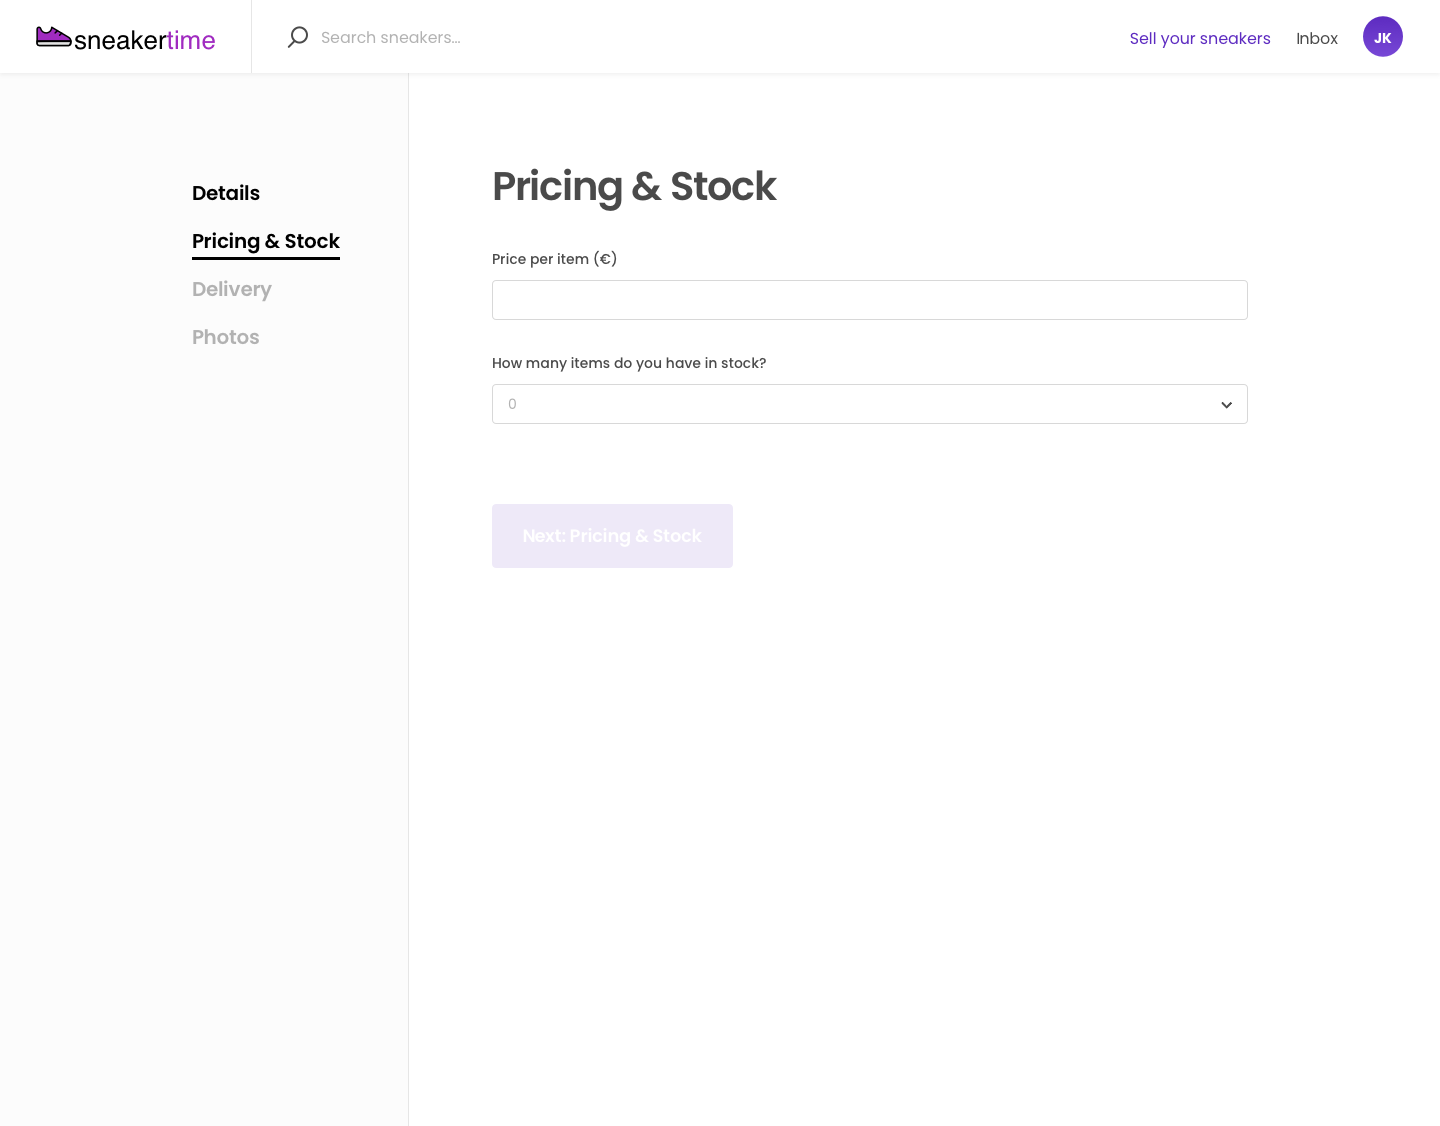 sneakertime
Search sneakers...
Sell your sneakers
Inbox
JK
Details
Pricing & Stock
Delivery
Photos
Pricing & Stock
Price per item (€)
How many items do you have in stock?
0
Next: Pricing & Stock